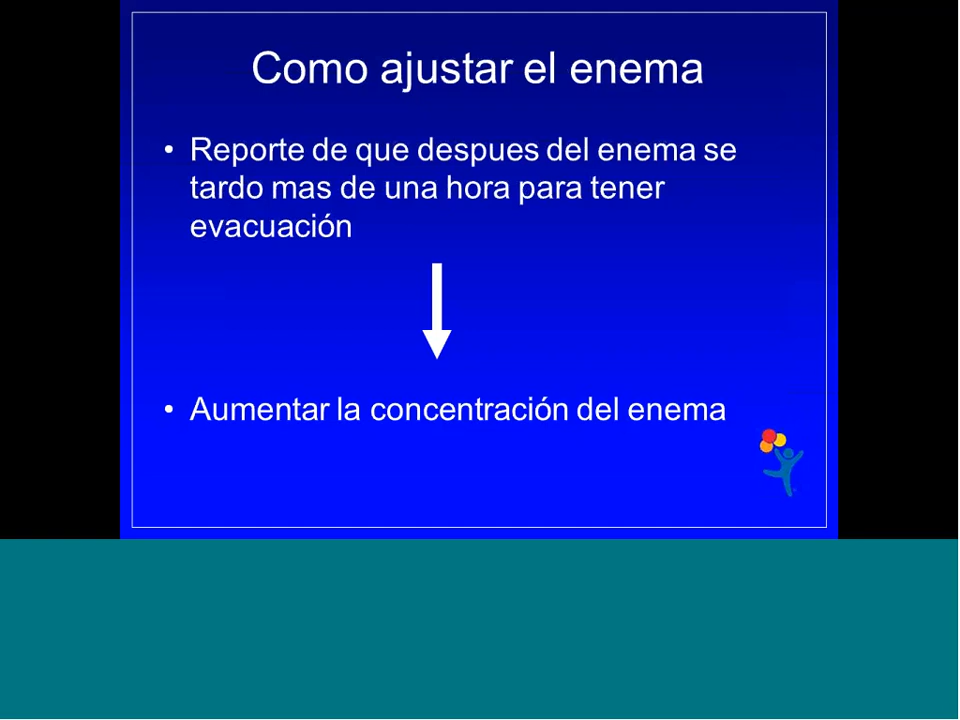 Como ajustar el enema
• Reporte de que despues del enema se
tardo mas de una hora para tener
evacuación
• Aumentar la concentración del enema